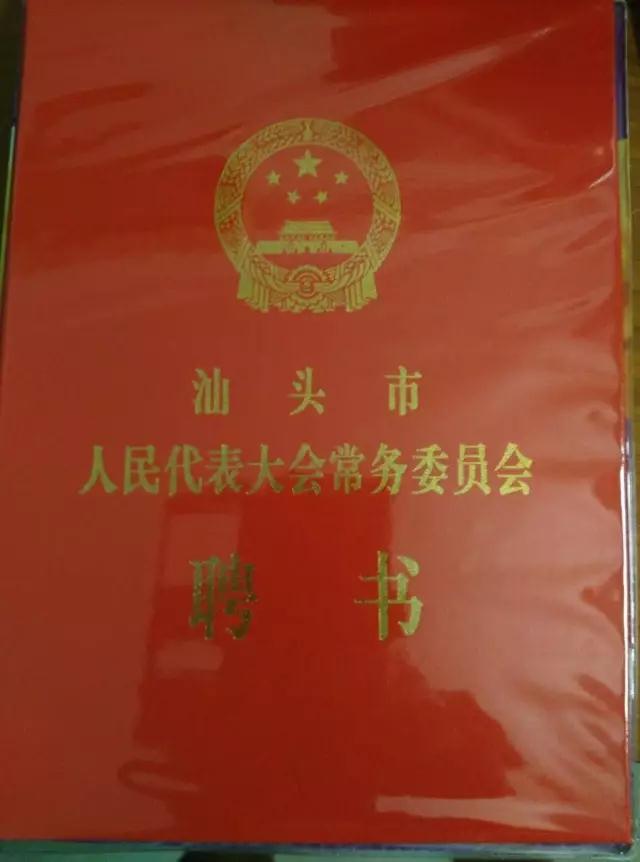 汕头市
人民代表大会常务委员会
聘书